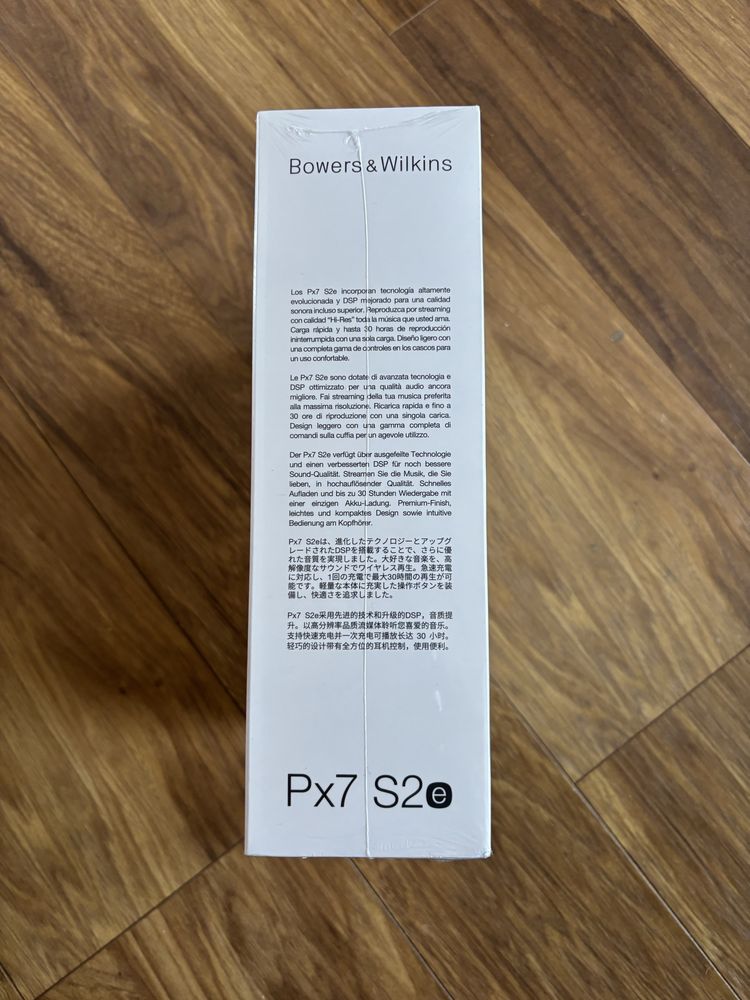 Bowers & Wilkins
Los Px7 S2e incorporan tecnología altamente
evolucionada y DSP mejorado para una calidad
sonora incluso superior. Reproduzca por streaming
con calidad “Hi-Res” toda la música que usted ama.
Carga rápida y hasta 30 horas de reproducción
ininterrumpida con una sola carga. Diseño ligero con
una completa gama de controles en los cascos para
un uso confortable.
Le Px7 S2e sono dotate di avanzata tecnologia e
DSP ottimizzato per una qualità audio ancora
migliore. Fai streaming della tua musica preferita
alla massima risoluzione. Ricarica rapida e fino a
30 ore di riproduzione con una singola carica.
Design leggero con una gamma completa di
comandi sulla cuffia per un agevole utilizzo.
Der Px7 S2e verfügt über ausgefeilte Technologie
und einen verbesserten DSP für noch bessere
Sound-Qualität. Streamen Sie die Musik, die Sie
lieben, in hochauflösender Qualität. Schnelles
Aufladen und bis zu 30 Stunden Wiedergabe mit
einer einzigen Akku-Ladung. Premium-Finish,
leichtes und kompaktes Design sowie intuitive
Bedienung am Kopfhörer.
Px7 S2eは、進化したテクノロジーとアップグ
レードされたDSPを搭載することで、さらに優
れた音質を実現しました。大好きな音楽を、高
解像度なサウンドでワイヤレス再生。急速充電
に対応し、1回の充電で最大30時間の再生が可
能です。軽量な本体に充実した操作ボタンを装
備し、快適さを追求しました。
Px7 S2e采用先进的技术和升级的DSP，音质提
升。以高分辨率品质流媒体聆听您喜爱的音乐。
支持快速充电并一次充电可播放长达 30 小时。
轻巧的设计带有全方位的耳机控制，使用便利。
Px7 S2e